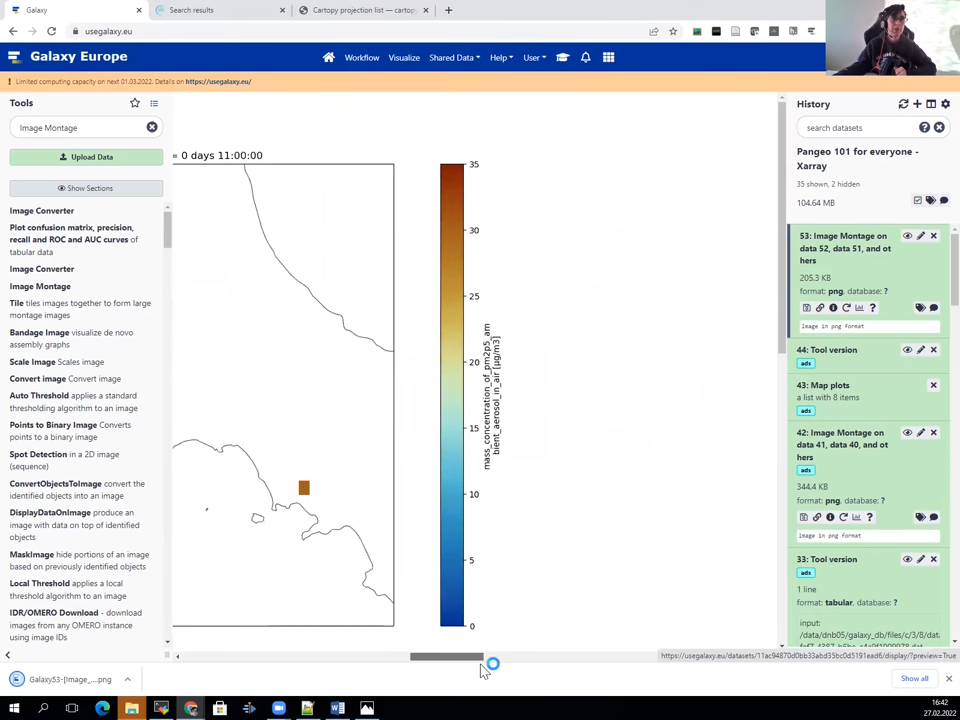 Galaxy
Search results
Cartopy projection list — cartopy
usegalaxy.eu
Galaxy Europe
Workflow
Visualize
Shared Data
Help
User
Limited computing capacity on next 01.03.2022. Details on https://usegalaxy.eu/
Tools
Image Montage
Upload Data
Show Sections
Image Converter
Plot confusion matrix, precision,
recall and ROC and AUC curves of
tabular data
Image Converter
Image Montage
Tile tiles images together to form large
montage images
Bandage Image visualize de novo
assembly graphs
Scale Image Scales image
Convert image Convert image
Auto Threshold applies a standard
thresholding algorithm to an image
Points to Binary Image Converts
points to a binary image
Spot Detection in a 2D image
(sequence)
ConvertObjectsToImage convert the
identified objects into an image
DisplayDataOnImage produce an
image with data on top of identified
objects
MaskImage hide portions of an image
based on previously identified objects
Local Threshold applies a local
threshold algorithm to an image
IDR/OMERO Download - download
images from any OMERO instance
using image IDs
= 0 days 11:00:00
35
30
25
20
15
10
5
0
mass_concentration_of_pm2p5_am
bient_aerosol_in_air [µg/m3]
History
search datasets
Pangeo 101 for everyone -
Xarray
35 shown, 2 hidden
104.64 MB
53: Image Montage on
data 52, data 51, and ot
hers
205.3 KB
format: png, database: ?
Image in png format
44: Tool version
ads
43: Map plots
a list with 8 items
ads
42: Image Montage on
data 41, data 40, and ot
hers
ads
344.4 KB
format: png, database: ?
Image in png format
33: Tool version
ads
1 line
format: tabular, database: ?
input:
/data/dnb05/galaxy_db/files/c/3/8/dat
https://usegalaxy.eu/datasets/11ac94870d0bb33abd35bc0d5191ead6/display/?preview=True
Galaxy53-[Image_....png
Show all
16:42
27.02.2022